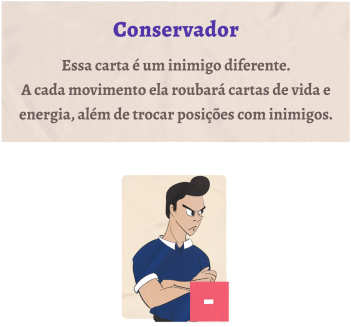 Conservador
Essa carta é um inimigo diferente.
A cada movimento ela roubará cartas de vida e
energia, além de trocar posições com inimigos.
-